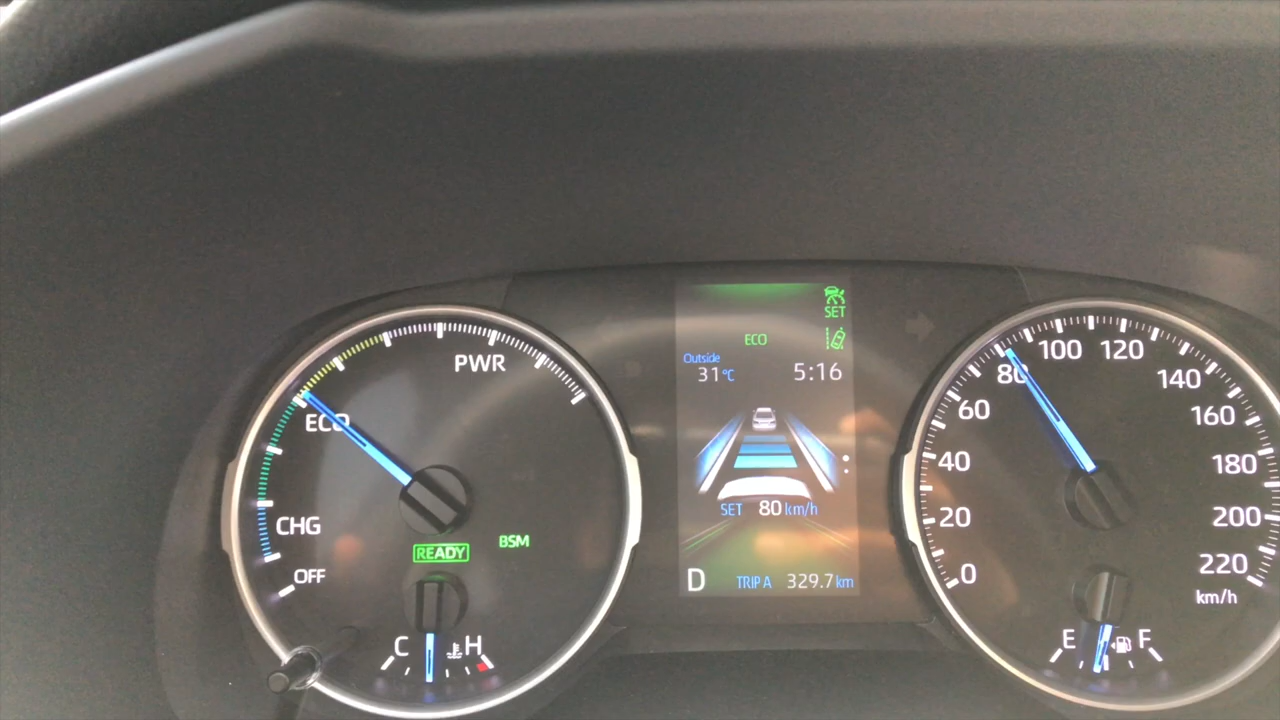 PWR
ECO
CHG
OFF
READY
BSM
C H
SET
ECO
Outside
31°C
5:16
SET 80 km/h
D TRIP A 329.7 km
0
20
40
60
80
100
120
140
160
180
200
220
km/h
E F